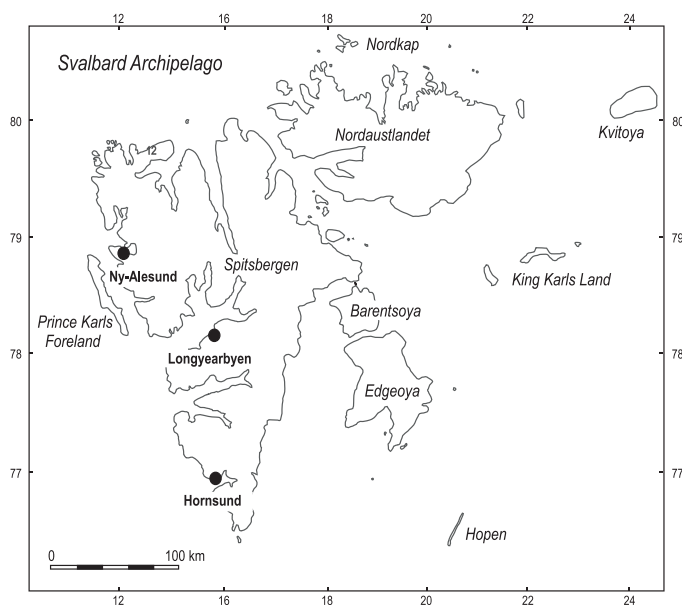 12 16 18 20 22 24
Svalbard Archipelago
Nordkap
80
80
Kvitoya
Nordaustlandet
12
79
79
Ny-Alesund
Spitsbergen
King Karls Land
Prince Karls
Foreland
Barentsoya
78
78
Longyearbyen
Edgeoya
77
77
Hornsund
Hopen
0 100 km
12 16 18 20 22 24